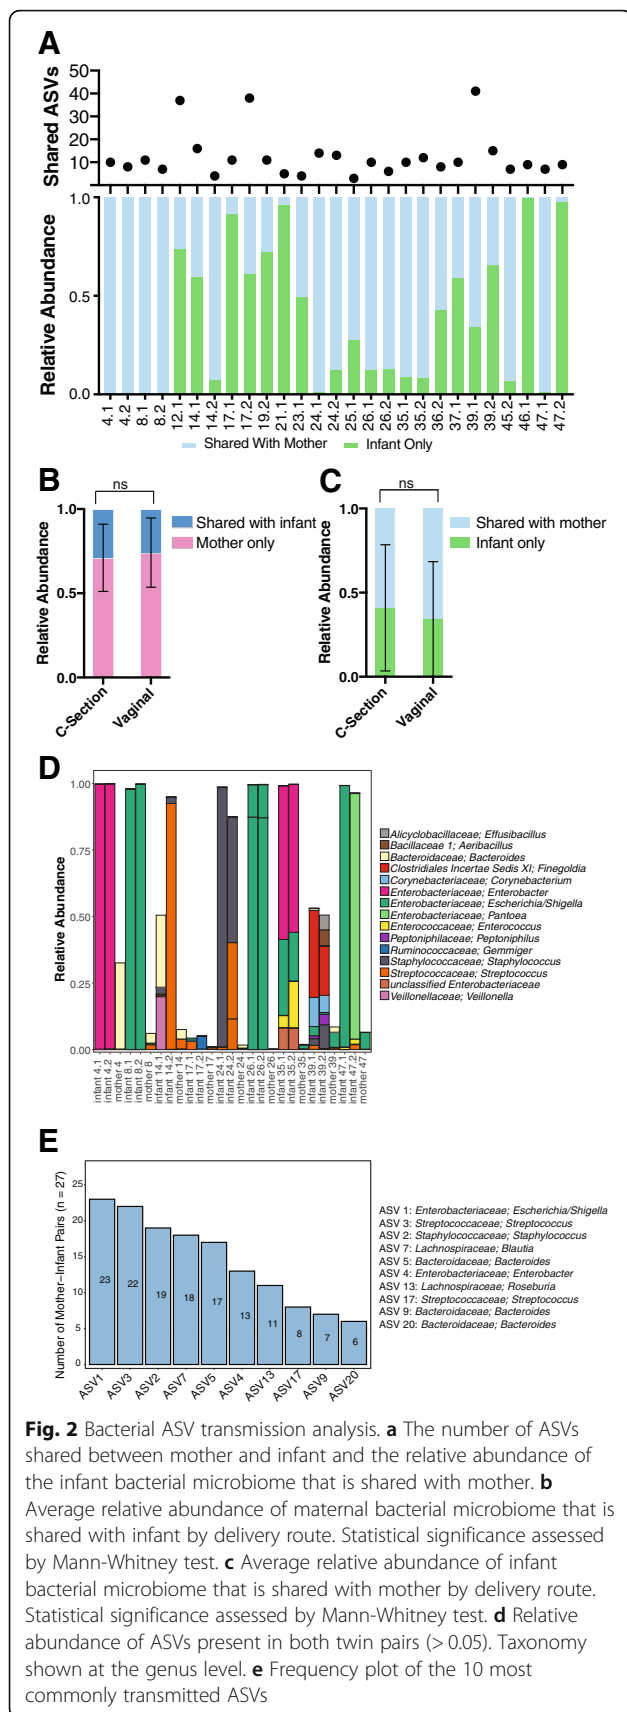 A
Shared ASVs
50
40
30
20
10
Relative Abundance
1.0
0.5
0.0
4.1 4.2 8.1 8.2 12.1 14.1 14.2 17.1 17.2 19.2 21.1 23.1 24.1 24.2 25.1 26.1 26.2 35.1 35.2 36.2 37.1 39.1 39.2 45.2 46.1 47.1 47.2
Shared With Mother Infant Only
B
ns
Relative Abundance
1.0
0.5
0.0
Shared with infant
Mother only
C-Section Vaginal
C
ns
Relative Abundance
1.0
0.5
0.0
Shared with mother
Infant only
C-Section Vaginal
D
Relative Abundance
1.00
0.75
0.50
0.25
0.00
infant 4.1 infant 4.2 mother 4 infant 8.1 infant 8.2 mother 8 infant 14.1 infant 14.2 mother 14 infant 17.1 infant 17.2 mother 17 infant 24.1 infant 24.2 mother 24 infant 26.1 infant 26.2 mother 26 infant 35.1 infant 35.2 mother 35 infant 39.1 infant 39.2 mother 39 infant 47.1 infant 47.2 mother 47
Alicyclobacillaceae; Effusibacillus
Bacillaceae 1; Aeribacillus
Bacteroidaceae; Bacteroides
Clostridiales Incertae Sedis XI; Finegoldia
Corynebacteriaceae; Corynebacterium
Enterobacteriaceae; Enterobacter
Enterobacteriaceae; Escherichia/Shigella
Enterobacteriaceae; Pantoea
Enterococcaceae; Enterococcus
Peptoniphilaceae; Peptoniphilus
Ruminococcaceae; Gemmiger
Staphylococcaceae; Staphylococcus
Streptococcaceae; Streptococcus
unclassified Enterobacteriaceae
Veillonellaceae; Veillonella
E
Number of Mother–Infant Pairs (n = 27)
25
20
15
10
5
0
23 22 19 18 17 13 11 8 7 6
ASV1 ASV3 ASV2 ASV7 ASV5 ASV4 ASV13 ASV17 ASV9 ASV20
ASV 1: Enterobacteriaceae; Escherichia/Shigella
ASV 3: Streptococcaceae; Streptococcus
ASV 2: Staphylococcaceae; Staphylococcus
ASV 7: Lachnospiraceae; Blautia
ASV 5: Bacteroidaceae; Bacteroides
ASV 4: Enterobacteriaceae; Enterobacter
ASV 13: Lachnospiraceae; Roseburia
ASV 17: Streptococcaceae; Streptococcus
ASV 9: Bacteroidaceae; Bacteroides
ASV 20: Bacteroidaceae; Bacteroides
Fig. 2 Bacterial ASV transmission analysis. a The number of ASVs
shared between mother and infant and the relative abundance of
the infant bacterial microbiome that is shared with mother. b
Average relative abundance of maternal bacterial microbiome that is
shared with infant by delivery route. Statistical significance assessed
by Mann-Whitney test. c Average relative abundance of infant
bacterial microbiome that is shared with mother by delivery route.
Statistical significance assessed by Mann-Whitney test. d Relative
abundance of ASVs present in both twin pairs (> 0.05). Taxonomy
shown at the genus level. e Frequency plot of the 10 most
commonly transmitted ASVs